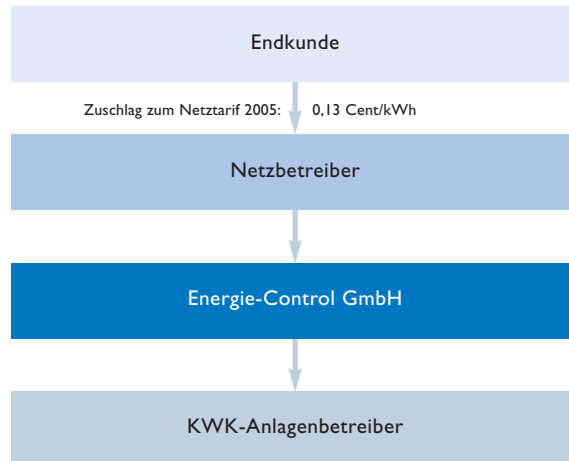 Endkunde
Zuschlag zum Netztarif 2005: 0,13 Cent/kWh
Netzbetreiber
Energie-Control GmbH
KWK-Anlagenbetreiber